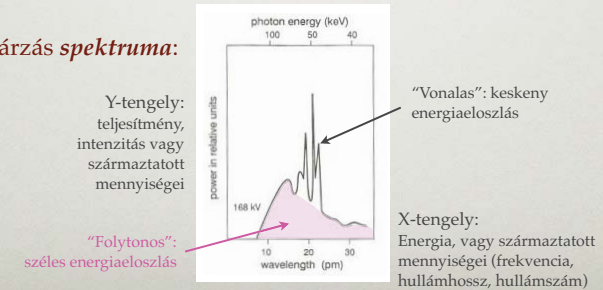 árzás spektruma:
photon energy (keV)
100 50 40
Y-tengely:
teljesítmény,
intenzitás vagy
származtatott
mennyiségei
power in relative units
168 kV
"Vonalas": keskeny
energiaeloszlás
"Folytonos":
széles energiaeloszlás
10 20 30
wavelength (pm)
X-tengely:
Energia, vagy származtatott
mennyiségei (frekvencia,
hullámhossz, hullámszám)